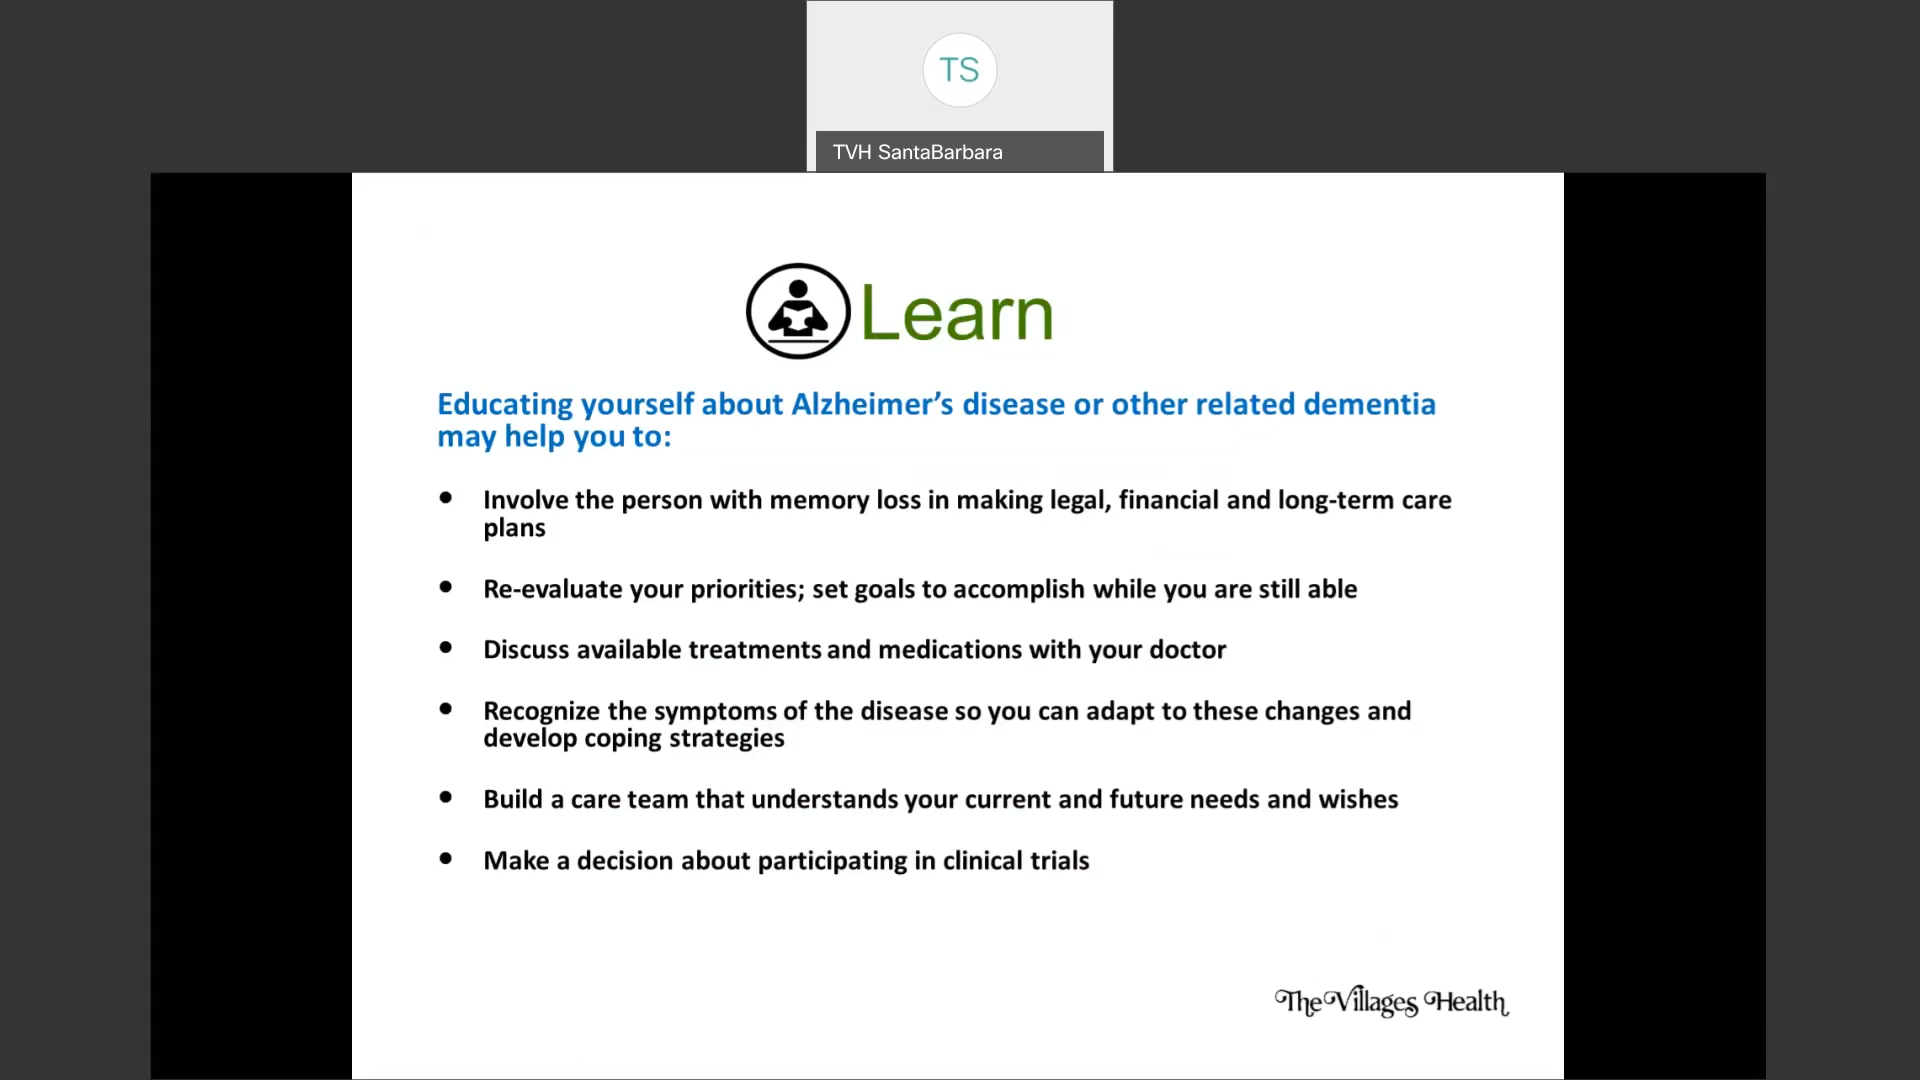 TS
TVH SantaBarbara
Learn
Educating yourself about Alzheimer’s disease or other related dementia
may help you to:
• Involve the person with memory loss in making legal, financial and long-term care
plans
• Re-evaluate your priorities; set goals to accomplish while you are still able
• Discuss available treatments and medications with your doctor
• Recognize the symptoms of the disease so you can adapt to these changes and
develop coping strategies
• Build a care team that understands your current and future needs and wishes
• Make a decision about participating in clinical trials
The Villages Health